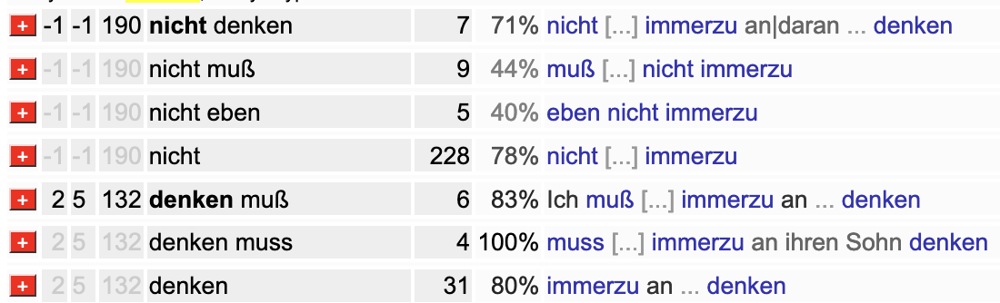 + -1 -1 190 nicht denken 7 71% nicht [...] immerzu an|daran ... denken
+ -1 -1 190 nicht muß 9 44% muß [...] nicht immerzu
+ -1 -1 190 nicht eben 5 40% eben nicht immerzu
+ -1 -1 190 nicht 228 78% nicht [...] immerzu
+ 2 5 132 denken muß 6 83% Ich muß [...] immerzu an ... denken
+ 2 5 132 denken muss 4 100% muss [...] immerzu an ihren Sohn denken
+ 2 5 132 denken 31 80% immerzu an ... denken